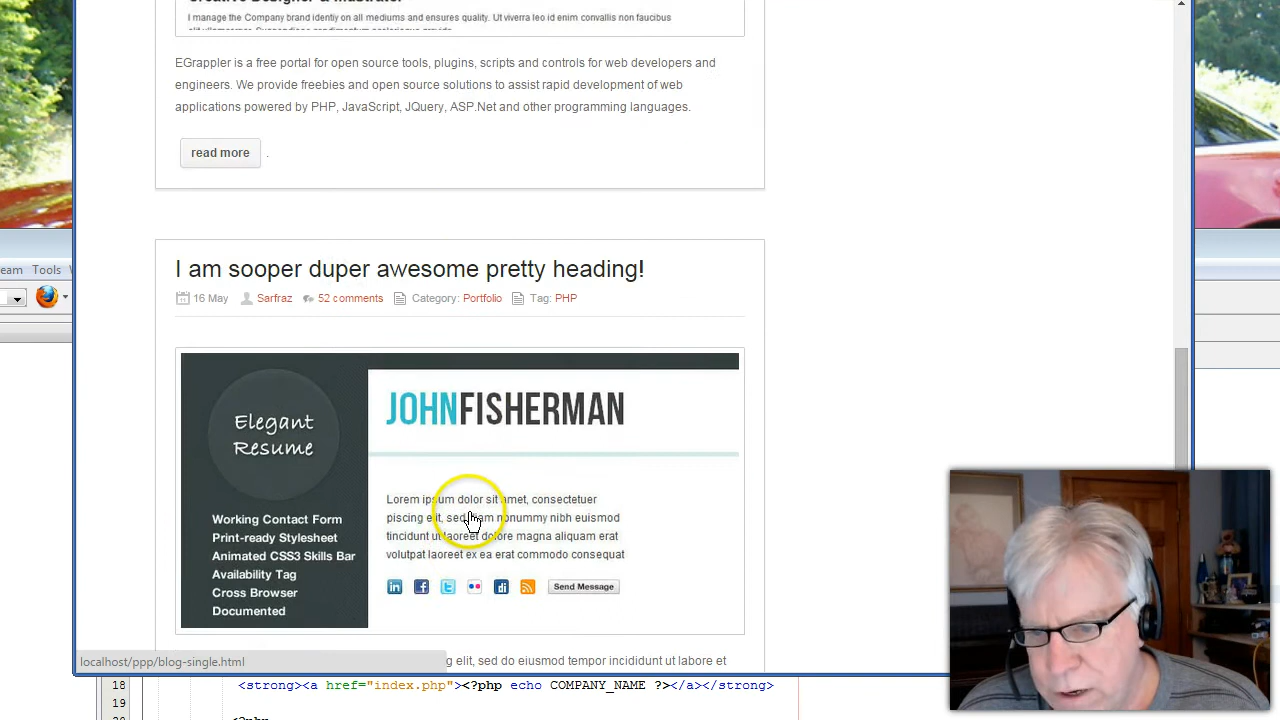 I manage the Company brand identiy on all mediums and ensures quality. Ut viverra leo id enim convallis non faucibus
EGrappler is a free portal for open source tools, plugins, scripts and controls for web developers and
engineers. We provide freebies and open source solutions to assist rapid development of web
applications powered by PHP, JavaScript, JQuery, ASP.Net and other programming languages.
read more .
I am sooper duper awesome pretty heading!
eam Tools
16 May Sarfraz 52 comments Category: Portfolio Tag: PHP
Elegant
Resume
JOHNFISHERMAN
Working Contact Form
Print-ready Stylesheet
Animated CSS3 Skills Bar
Availability Tag
Cross Browser
Documented
Lorem ipsum dolor sit amet, consectetuer
piscing elit, sed diam nonummy nibh euismod
tincidunt ut laoreet dolore magna aliquam erat
volutpat laoreet ex ea erat commodo consequat
Send Message
localhost/ppp/blog-single.html
g elit, sed do eiusmod tempor incididunt ut labore et
18 <strong><a href="index.php"><?php echo COMPANY_NAME ?></a></strong>
19
<?php